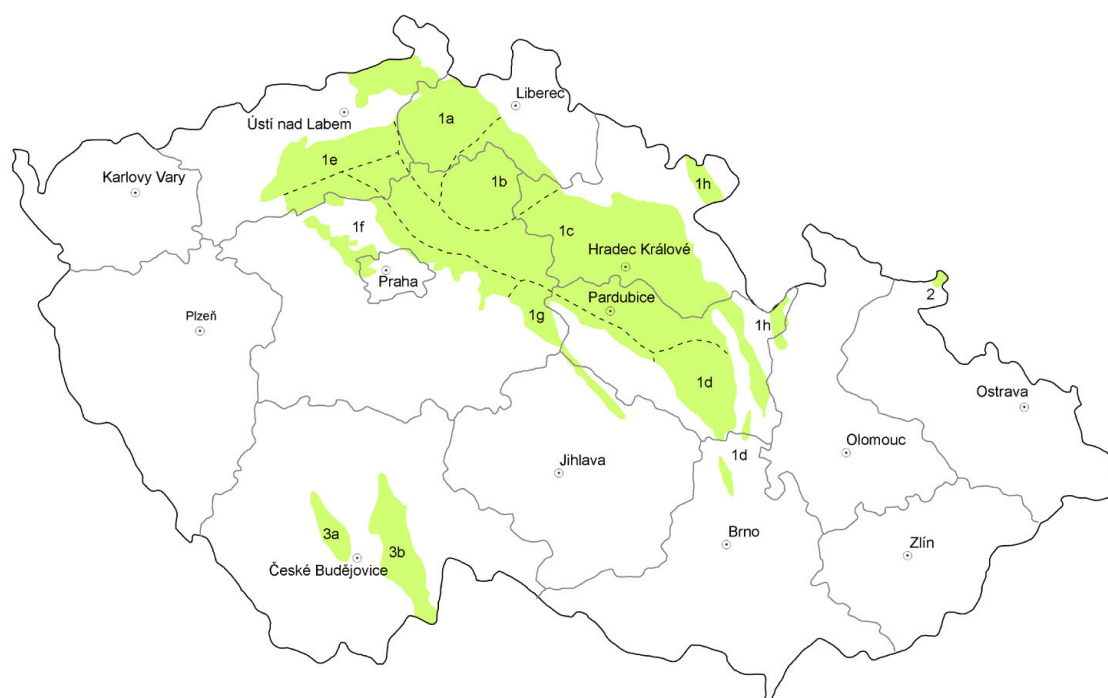 Liberec
Ústí nad Labem
1a
1e
Karlovy Vary
1b
1h
1f
1c
Hradec Králové
Praha
2
Pardubice
Plzeň
1g
1h
1d
Ostrava
Olomouc
1d
Jihlava
3a
Brno
3b
Zlín
České Budějovice